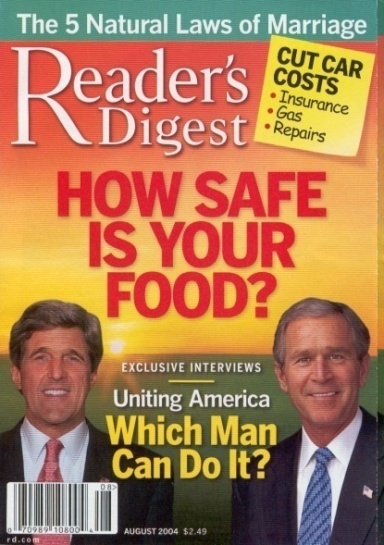 The 5 Natural Laws of Marriage
Reader's
Digest
CUT CAR
COSTS
• Insurance
• Gas
• Repairs
HOW SAFE
IS YOUR
FOOD?
EXCLUSIVE INTERVIEWS
Uniting America
Which Man
Can Do It?
08>
0 70989 10800 4
rd.com
AUGUST 2004 $2.49